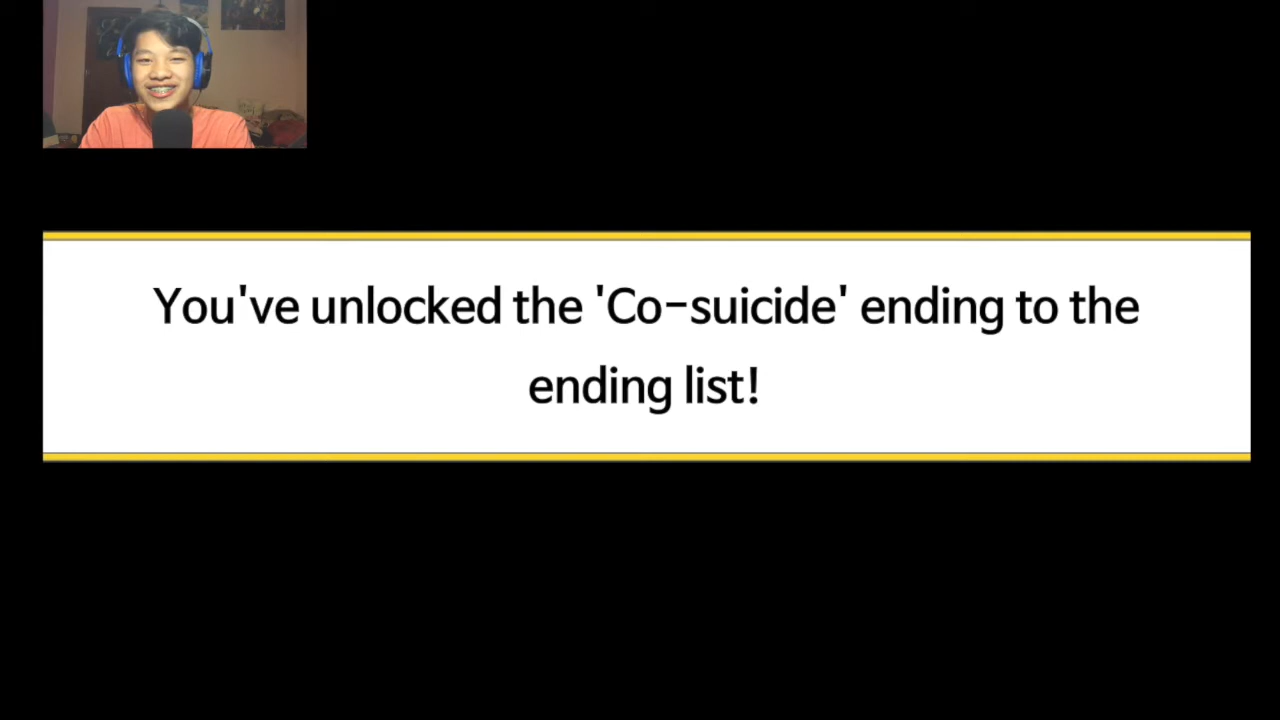 You've unlocked the 'Co-suicide' ending to the
ending list!